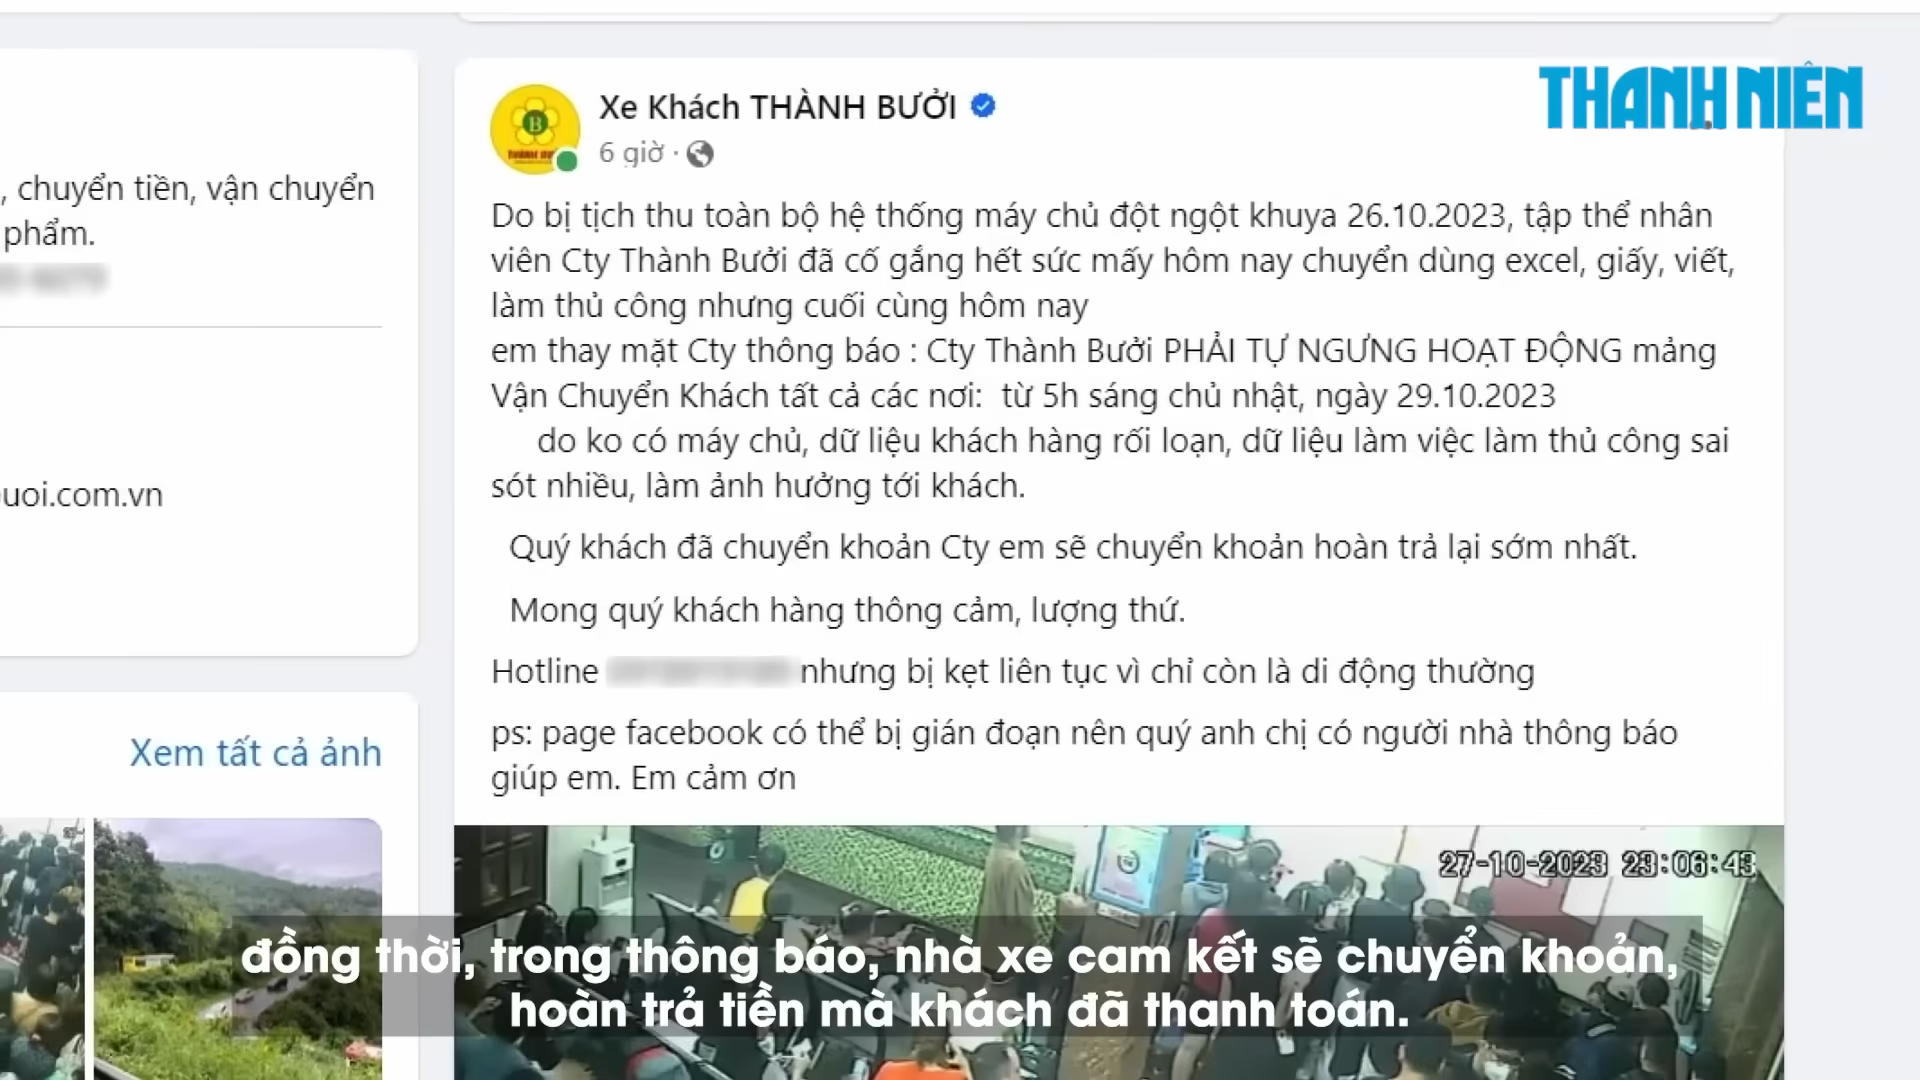 THANH NIÊN
Xe Khách THÀNH BƯỞI
6 giờ ·
, chuyển tiền, vận chuyển
phẩm.
uoi.com.vn
Xem tất cả ảnh
Do bị tịch thu toàn bộ hệ thống máy chủ đột ngột khuya 26.10.2023, tập thể nhân
viên Cty Thành Bưởi đã cố gắng hết sức mấy hôm nay chuyển dùng excel, giấy, viết,
làm thủ công nhưng cuối cùng hôm nay
em thay mặt Cty thông báo : Cty Thành Bưởi PHẢI TỰ NGƯNG HOẠT ĐỘNG mảng
Vận Chuyển Khách tất cả các nơi:  từ 5h sáng chủ nhật, ngày 29.10.2023
do ko có máy chủ, dữ liệu khách hàng rối loạn, dữ liệu làm việc làm thủ công sai
sót nhiều, làm ảnh hưởng tới khách.
Quý khách đã chuyển khoản Cty em sẽ chuyển khoản hoàn trả lại sớm nhất.
Mong quý khách hàng thông cảm, lượng thứ.
Hotline nhưng bị kẹt liên tục vì chỉ còn là di động thường
ps: page facebook có thể bị gián đoạn nên quý anh chị có người nhà thông báo
giúp em. Em cảm ơn
27-10-2023 23:06:43
đồng thời, trong thông báo, nhà xe cam kết sẽ chuyển khoản,
hoàn trả tiền mà khách đã thanh toán.